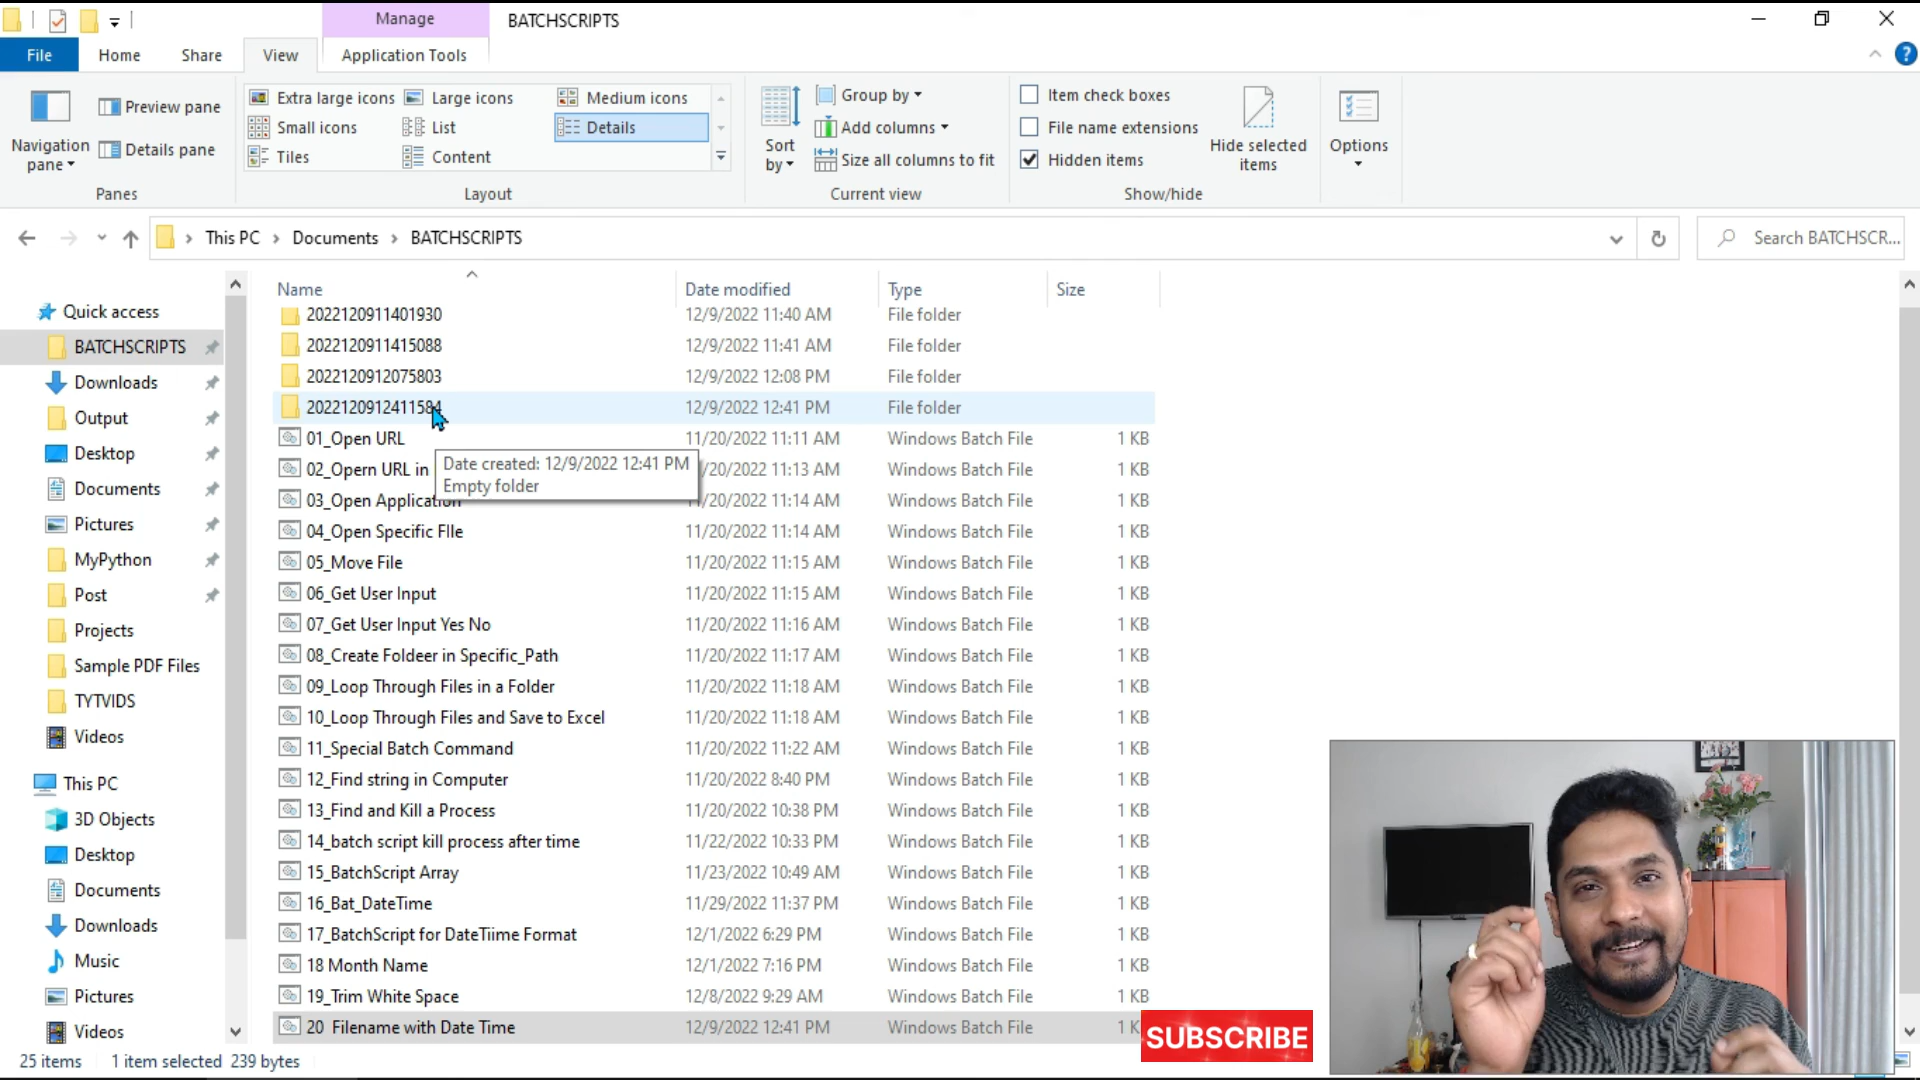 Manage BATCHSCRIPTS
File Home Share View Application Tools
Navigation pane
Preview pane
Details pane
Panes
Extra large icons Large icons Medium icons
Small icons List Details
Tiles Content
Layout
Sort by
Group by
Add columns
Size all columns to fit
Current view
Item check boxes
File name extensions
Hidden items
Hide selected items
Show/hide
Options
This PC Documents BATCHSCRIPTS
Search BATCHSCR...
Quick access
BATCHSCRIPTS
Downloads
Output
Desktop
Documents
Pictures
MyPython
Post
Projects
Sample PDF Files
TYTVIDS
Videos
This PC
3D Objects
Desktop
Documents
Downloads
Music
Pictures
Videos
Name Date modified Type Size
2022120911401930 12/9/2022 11:40 AM File folder
2022120911415088 12/9/2022 11:41 AM File folder
2022120912075803 12/9/2022 12:08 PM File folder
2022120912411584 12/9/2022 12:41 PM File folder
01_Open URL 11/20/2022 11:11 AM Windows Batch File 1 KB
02_Opern URL in /20/2022 11:13 AM Windows Batch File 1 KB
Date created: 12/9/2022 12:41 PM
Empty folder
03_Open Application 1/20/2022 11:14 AM Windows Batch File 1 KB
04_Open Specific FIle 11/20/2022 11:14 AM Windows Batch File 1 KB
05_Move File 11/20/2022 11:15 AM Windows Batch File 1 KB
06_Get User Input 11/20/2022 11:15 AM Windows Batch File 1 KB
07_Get User Input Yes No 11/20/2022 11:16 AM Windows Batch File 1 KB
08_Create Foldeer in Specific_Path 11/20/2022 11:17 AM Windows Batch File 1 KB
09_Loop Through Files in a Folder 11/20/2022 11:18 AM Windows Batch File 1 KB
10_Loop Through Files and Save to Excel 11/20/2022 11:18 AM Windows Batch File 1 KB
11_Special Batch Command 11/20/2022 11:22 AM Windows Batch File 1 KB
12_Find string in Computer 11/20/2022 8:40 PM Windows Batch File 1 KB
13_Find and Kill a Process 11/20/2022 10:38 PM Windows Batch File 1 KB
14_batch script kill process after time 11/22/2022 10:33 PM Windows Batch File 1 KB
15_BatchScript Array 11/23/2022 10:49 AM Windows Batch File 1 KB
16_Bat_DateTime 11/29/2022 11:37 PM Windows Batch File 1 KB
17_BatchScript for DateTiime Format 12/1/2022 6:29 PM Windows Batch File 1 KB
18 Month Name 12/1/2022 7:16 PM Windows Batch File 1 KB
19_Trim White Space 12/8/2022 9:29 AM Windows Batch File 1 KB
20 Filename with Date Time 12/9/2022 12:41 PM Windows Batch File 1 K
SUBSCRIBE
25 items 1 item selected 239 bytes